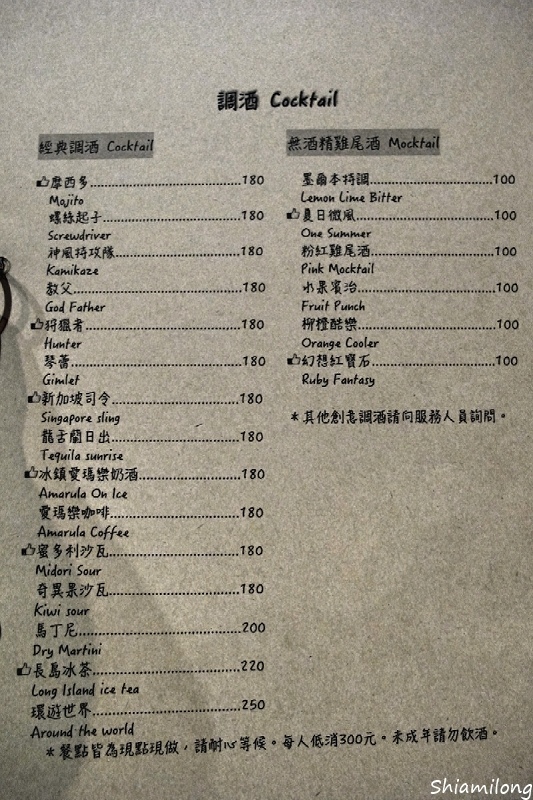 調酒 Cocktail
經典調酒 Cocktail
摩西多..............................180
Mojito
螺絲起子..............................180
Screwdriver
神風特攻隊..............................180
Kamikaze
教父..............................180
God Father
狩獵者..............................180
Hunter
琴蕾..............................180
Gimlet
新加坡司令..............................180
Singapore sling
龍舌蘭日出..............................180
Tequila sunrise
冰鎮愛瑪樂奶酒..............................180
Amarula On Ice
愛瑪樂咖啡..............................180
Amarula Coffee
蜜多利沙瓦..............................180
Midori Sour
奇異果沙瓦..............................180
Kiwi sour
馬丁尼..............................200
Dry Martini
長島冰茶..............................220
Long Island ice tea
環遊世界..............................250
Around the world
無酒精雞尾酒 Mocktail
墨爾本特調..............................100
Lemon Lime Bitter
夏日微風..............................100
One Summer
粉紅雞尾酒..............................100
Pink Mocktail
水果賓治..............................100
Fruit Punch
柳橙酷樂..............................100
Orange Cooler
幻想紅寶石..............................100
Ruby Fantasy
*其他創意調酒請向服務人員詢問。
*餐點皆為現點現做，請耐心等候。每人低消300元。未成年請勿飲酒。
Shiamilong